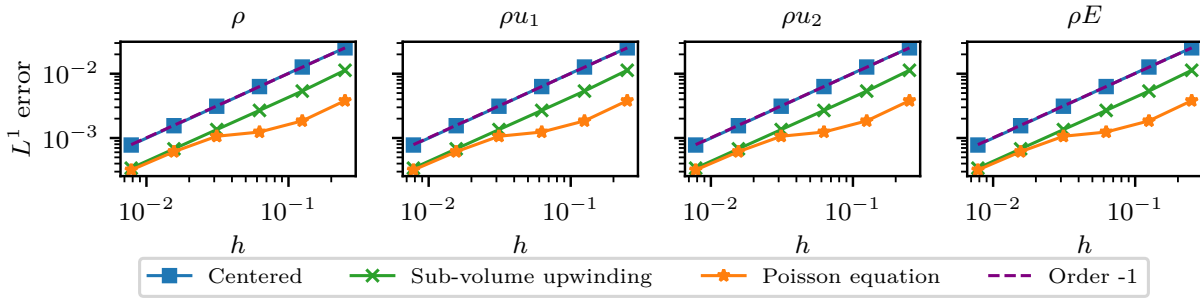 ρ ρu₁ ρu₂ ρE
L¹ error
10⁻²
10⁻³
10⁻² 10⁻¹ 10⁻² 10⁻¹ 10⁻² 10⁻¹ 10⁻² 10⁻¹
h h h h
Centered Sub-volume upwinding Poisson equation Order -1